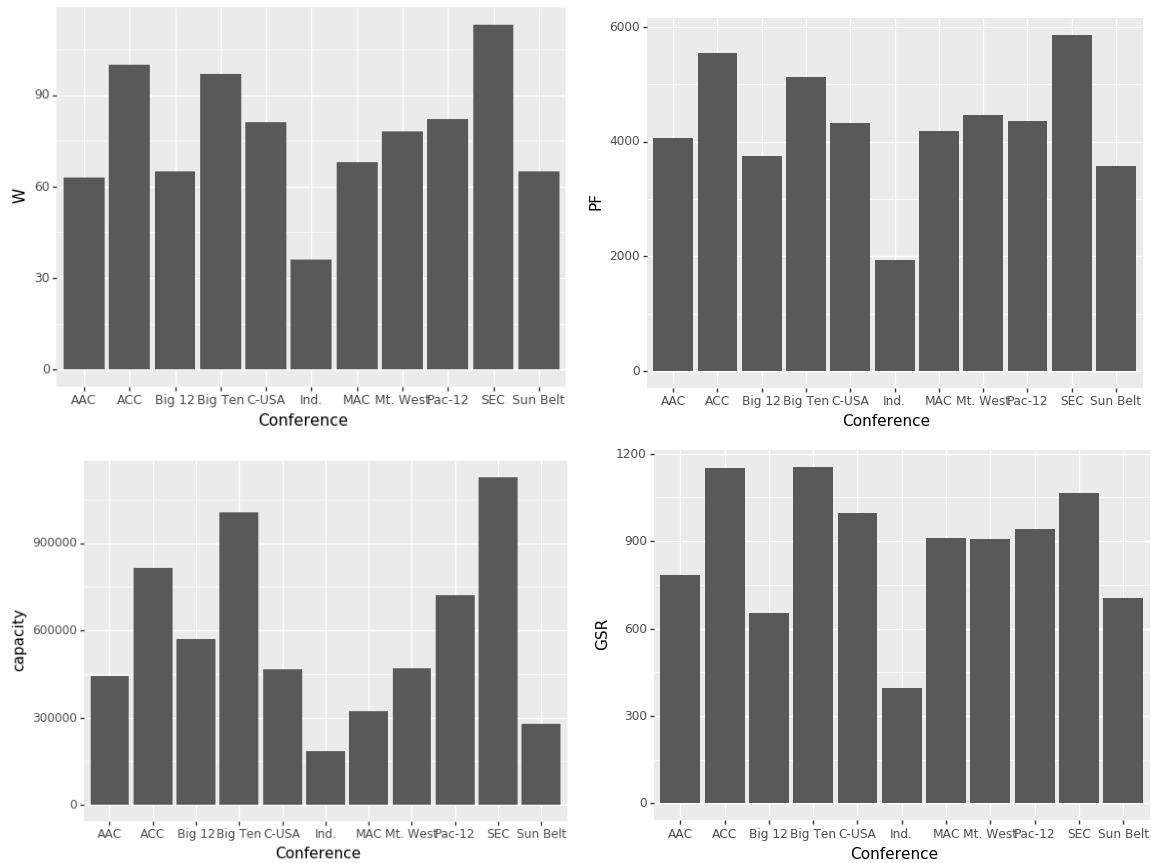 90
60
30
0
W
AAC ACC Big 12 Big Ten C-USA Ind. MAC Mt. West Pac-12 SEC Sun Belt
Conference
6000
4000
2000
0
PF
AAC ACC Big 12 Big Ten C-USA Ind. MAC Mt. West Pac-12 SEC Sun Belt
Conference
900000
600000
300000
0
capacity
AAC ACC Big 12 Big Ten C-USA Ind. MAC Mt. West Pac-12 SEC Sun Belt
Conference
1200
900
600
300
0
GSR
AAC ACC Big 12 Big Ten C-USA Ind. MAC Mt. West Pac-12 SEC Sun Belt
Conference